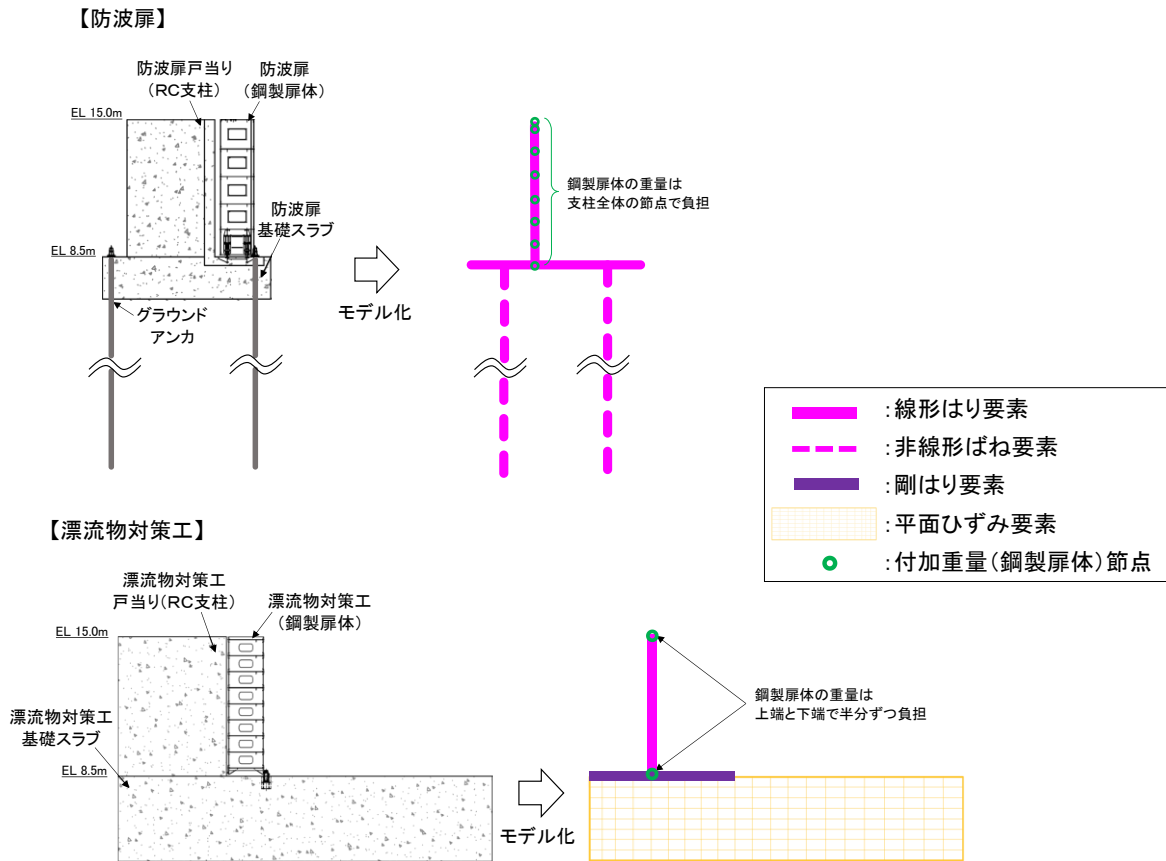 【防波扉】
防波扉戸当り
（RC支柱）
防波扉
（鋼製扉体）
EL 15.0m
防波扉
基礎スラブ
EL 8.5m
グラウンド
アンカ
モデル化
鋼製扉体の重量は
支柱全体の節点で負担
：線形はり要素
：非線形ばね要素
：剛はり要素
：平面ひずみ要素
：付加重量（鋼製扉体）節点
【漂流物対策工】
漂流物対策工
戸当り（RC支柱）
漂流物対策工
（鋼製扉体）
EL 15.0m
漂流物対策工
基礎スラブ
EL 8.5m
モデル化
鋼製扉体の重量は
上端と下端で半分ずつ負担